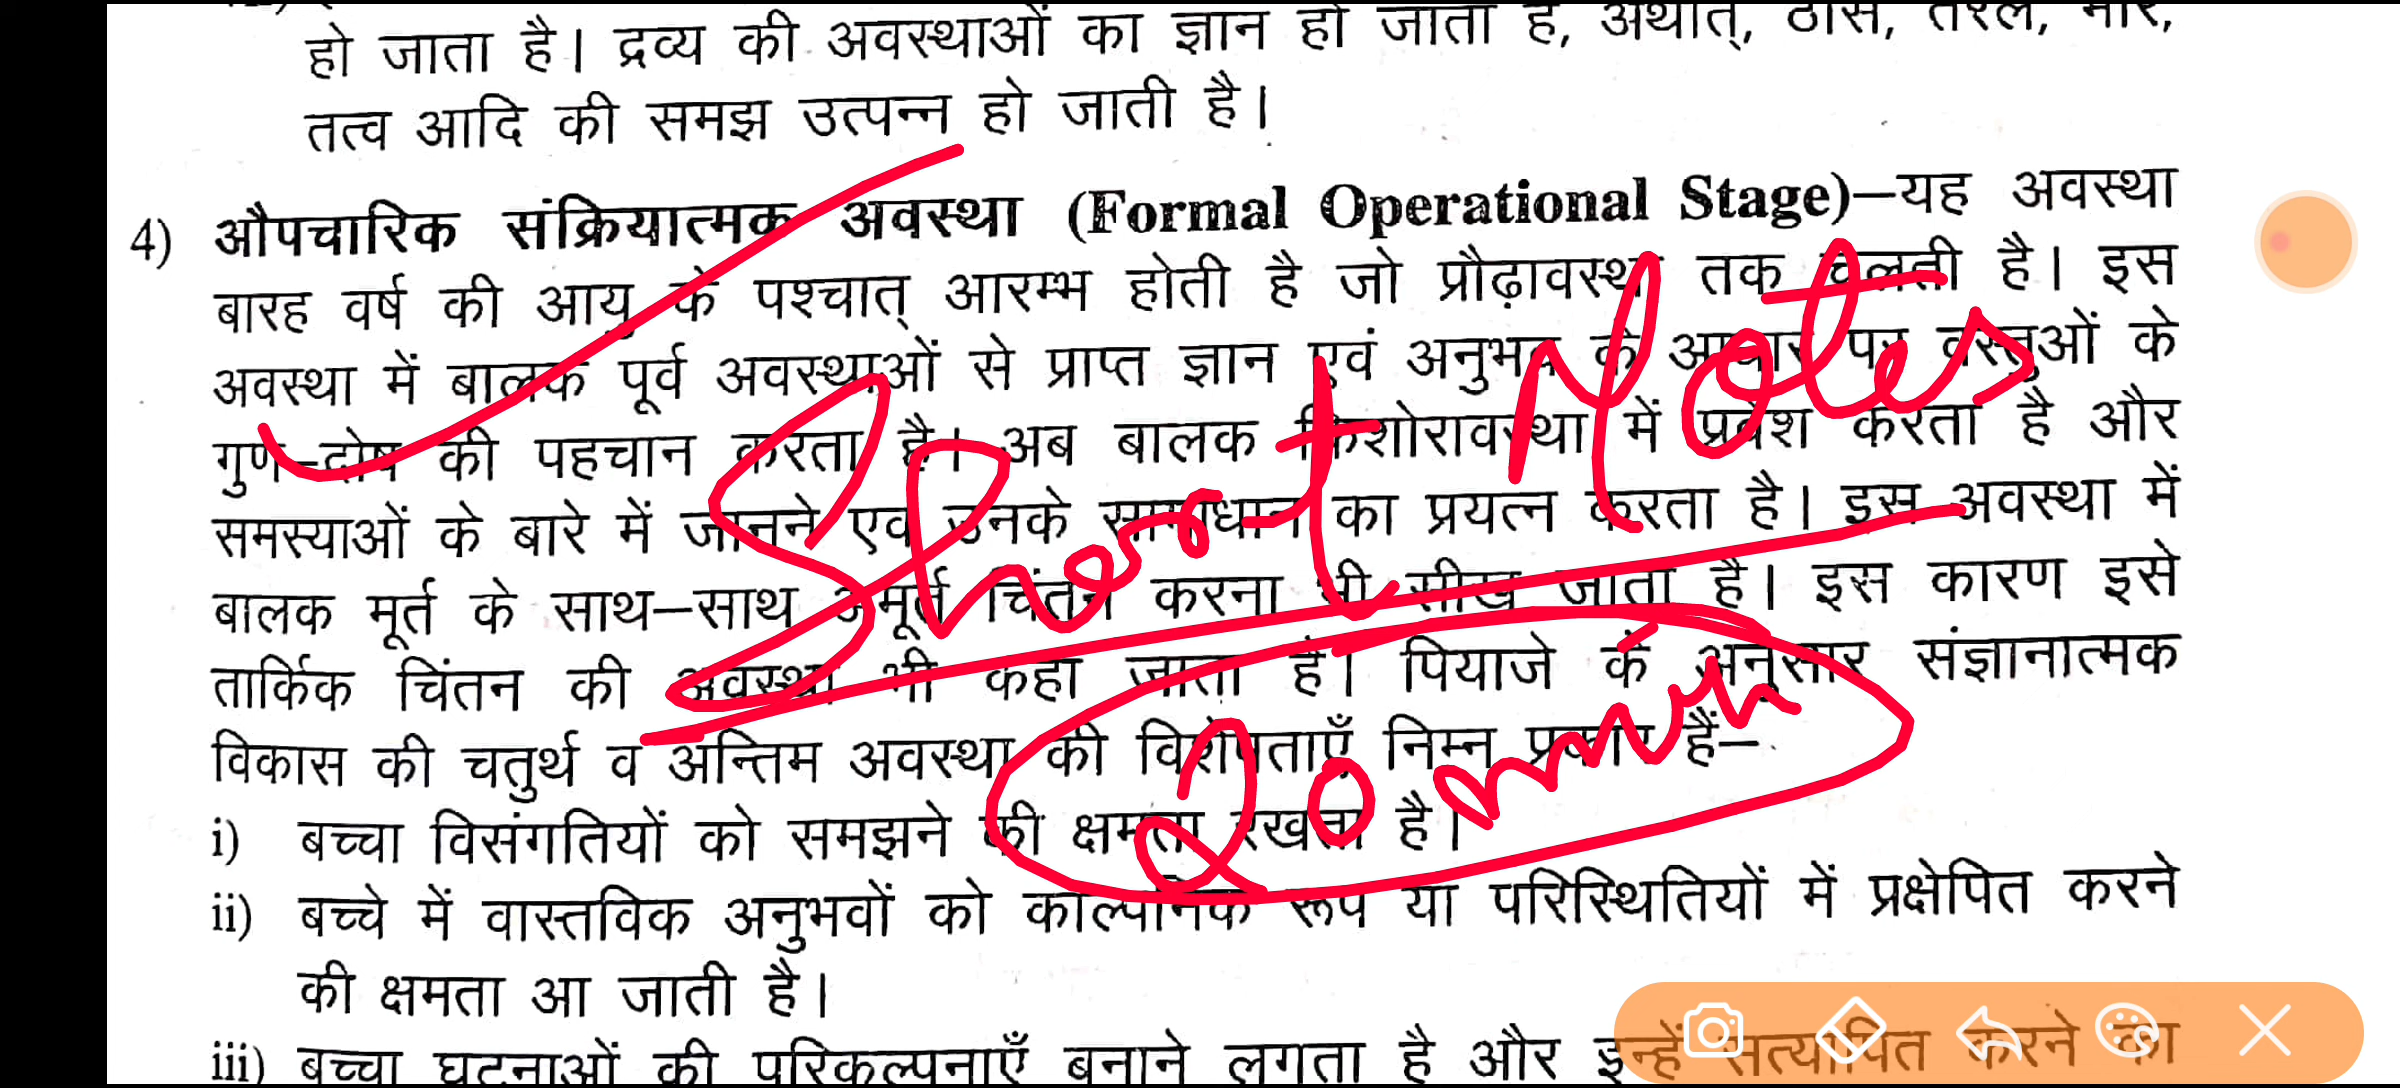 हो जाता है। द्रव्य की अवस्थाओं का ज्ञान हो जाता है, अर्थात्, ठोस, तरल,
तत्व आदि की समझ उत्पन्न हो जाती है।
4) औपचारिक संक्रियात्मक अवस्था (Formal Operational Stage)–यह अवस्था
बारह वर्ष की आयु के पश्चात् आरम्भ होती है जो प्रौढ़ावस्था तक चलती है। इस
अवस्था में बालक पूर्व अवस्थाओं से प्राप्त ज्ञान एवं अनुभव के आधार पर वस्तुओं के
गुण–दोष की पहचान करता है। अब बालक किशोरावस्था में प्रवेश करता है और
समस्याओं के बारे में जानने एवं उनके समाधान का प्रयत्न करता है। इस अवस्था में
बालक मूर्त के साथ–साथ अमूर्त चिंतन करना भी सीख जाता है। इस कारण इसे
तार्किक चिंतन की अवस्था भी कहा जाता है। पियाजे के अनुसार संज्ञानात्मक
विकास की चतुर्थ व अन्तिम अवस्था की विशेषताएँ निम्न प्रकार हैं–
i) बच्चा विसंगतियों को समझने की क्षमता रखता है।
ii) बच्चे में वास्तविक अनुभवों को काल्पनिक रूप या परिस्थितियों में प्रक्षेपित करने
की क्षमता आ जाती है।
iii) बच्चा घटनाओं की परिकल्पनाएँ बनाने लगता है और इन्हें सत्यापित करने का
Short Notes
20 min